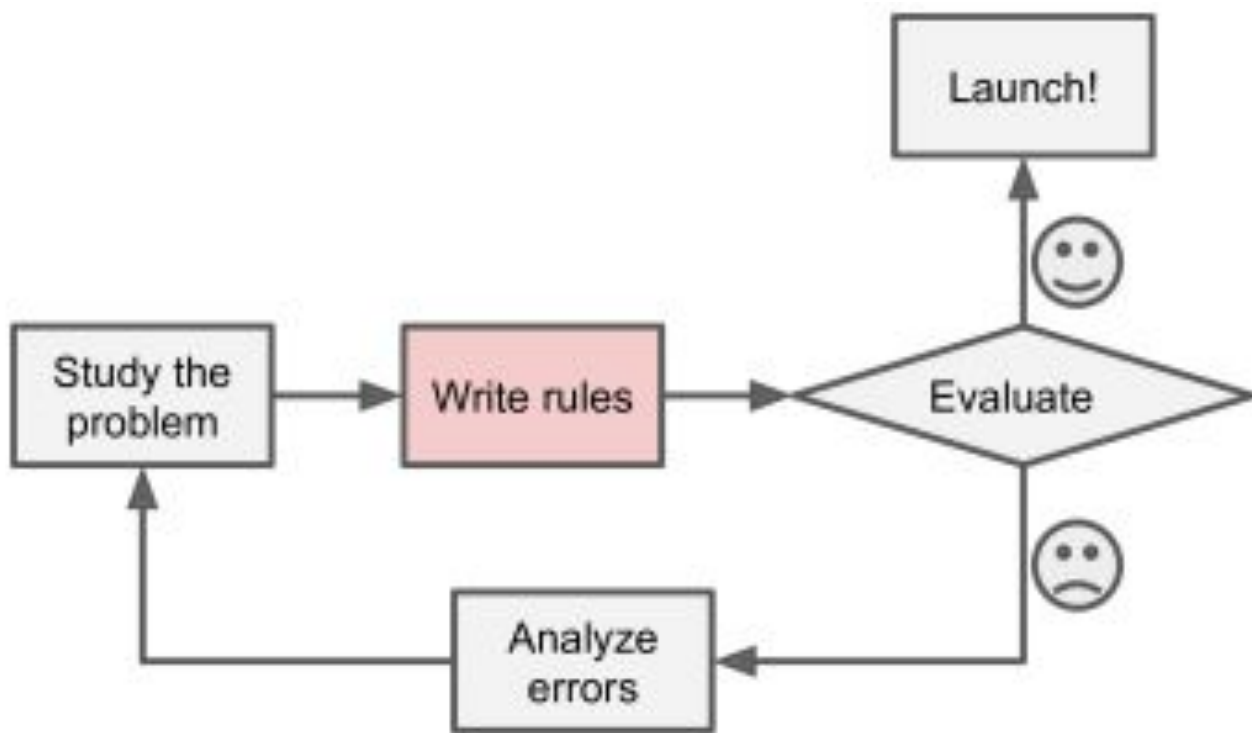 Launch!
Study the
problem
Write rules
Evaluate
Analyze
errors